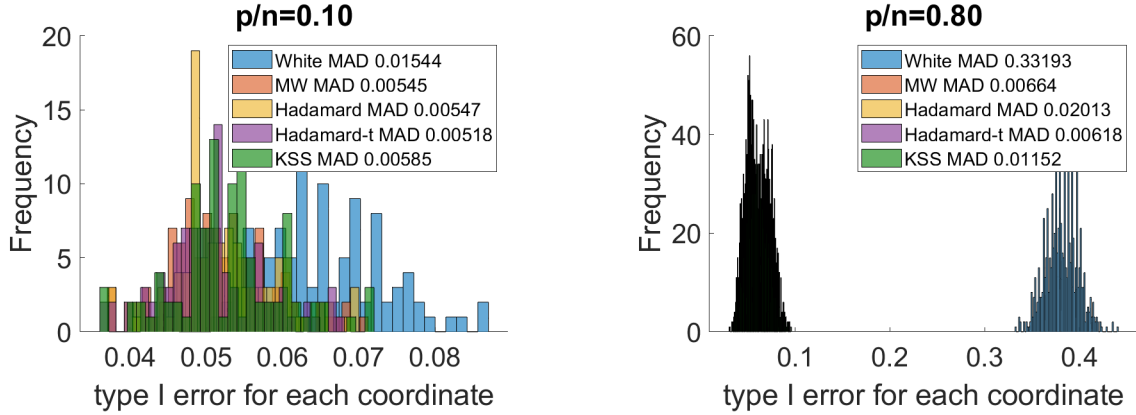 p/n=0.10
20
15
10
5
0
Frequency
White MAD 0.01544
MW MAD 0.00545
Hadamard MAD 0.00547
Hadamard-t MAD 0.00518
KSS MAD 0.00585
0.04 0.05 0.06 0.07 0.08
type I error for each coordinate
p/n=0.80
60
40
20
0
Frequency
White MAD 0.33193
MW MAD 0.00664
Hadamard MAD 0.02013
Hadamard-t MAD 0.00618
KSS MAD 0.01152
0.1 0.2 0.3 0.4
type I error for each coordinate